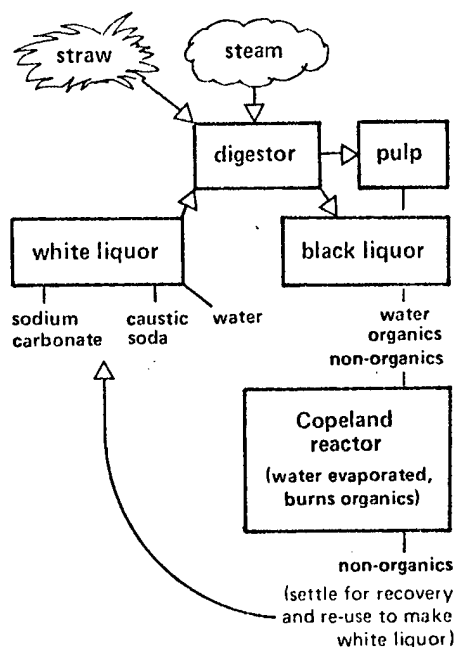 straw
steam
digestor
pulp
white liquor
black liquor
sodium
carbonate
caustic
soda
water
water
organics
non-organics
Copeland
reactor
(water evaporated,
burns organics)
non-organics
(settle for recovery
and re-use to make
white liquor)